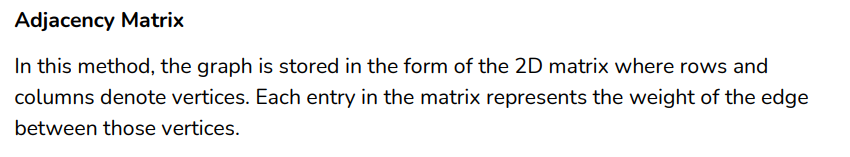 Adjacency Matrix
In this method, the graph is stored in the form of the 2D matrix where rows and
columns denote vertices. Each entry in the matrix represents the weight of the edge
between those vertices.